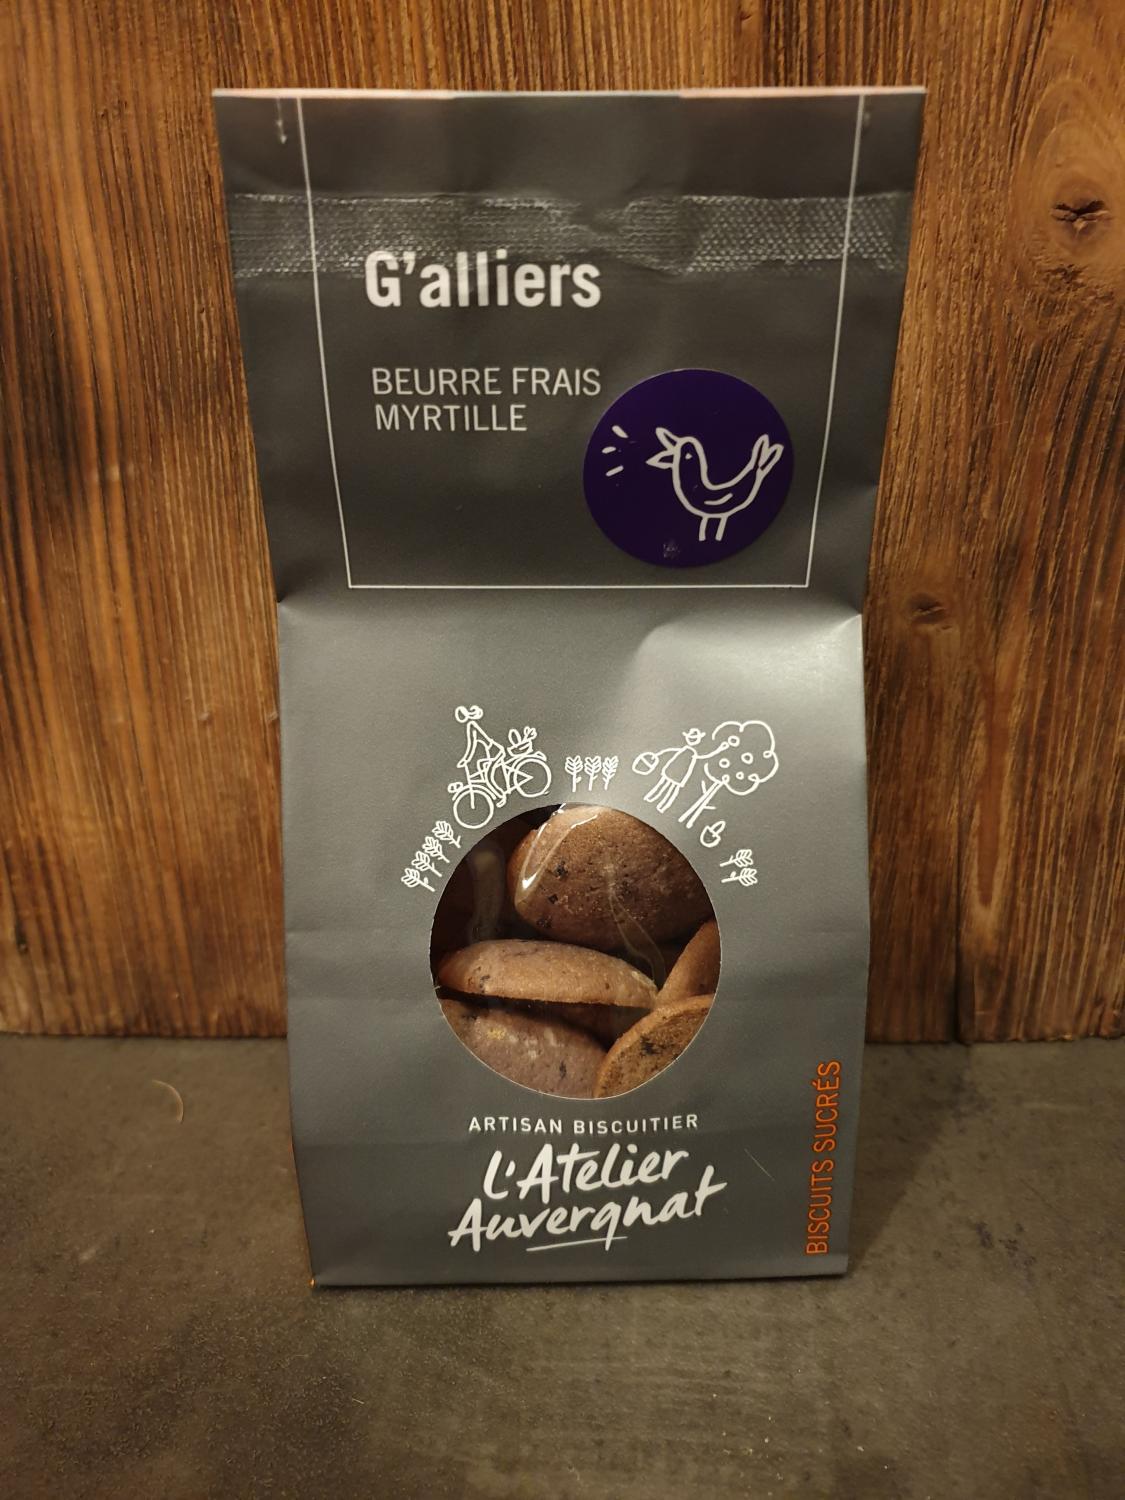 G'alliers
BEURRE FRAIS
MYRTILLE
ARTISAN BISCUITIER
L'Atelier
Auvergnat
BISCUITS SUCRÉS